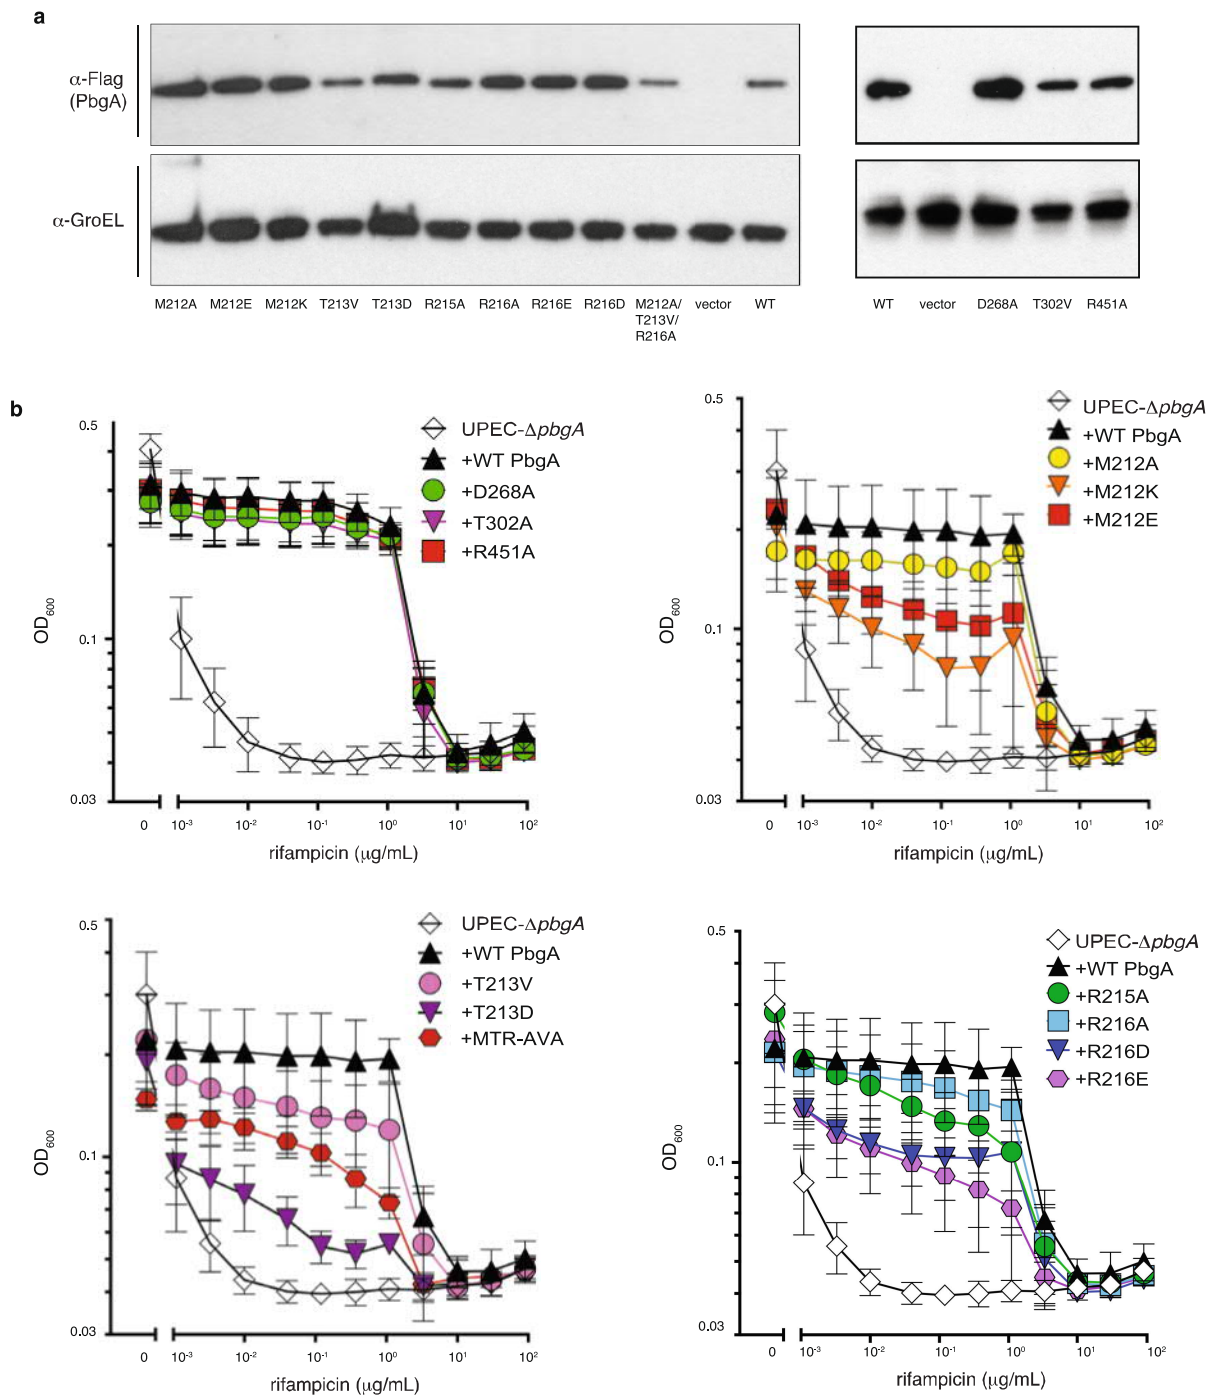 a
α-Flag
(PbgA)
α-GroEL
M212A M212E M212K T213V T213D R215A R216A R216E R216D M212A/ vector WT
T213V/
R216A
WT vector D268A T302V R451A
b
0.5
0.1
0.03
OD600
UPEC-ΔpbgA
+WT PbgA
+D268A
+T302A
+R451A
0 10-3 10-2 10-1 100 101 102
rifampicin (μg/mL)
0.5
0.1
0.03
OD600
UPEC-ΔpbgA
+WT PbgA
+M212A
+M212K
+M212E
0 10-3 10-2 10-1 100 101 102
rifampicin (μg/mL)
0.5
0.1
0.03
OD600
UPEC-ΔpbgA
+WT PbgA
+T213V
+T213D
+MTR-AVA
0 10-3 10-2 10-1 100 101 102
rifampicin (μg/mL)
0.5
0.1
0.03
OD600
UPEC-ΔpbgA
+WT PbgA
+R215A
+R216A
+R216D
+R216E
0 10-3 10-2 10-1 100 101 102
rifampicin (μg/mL)